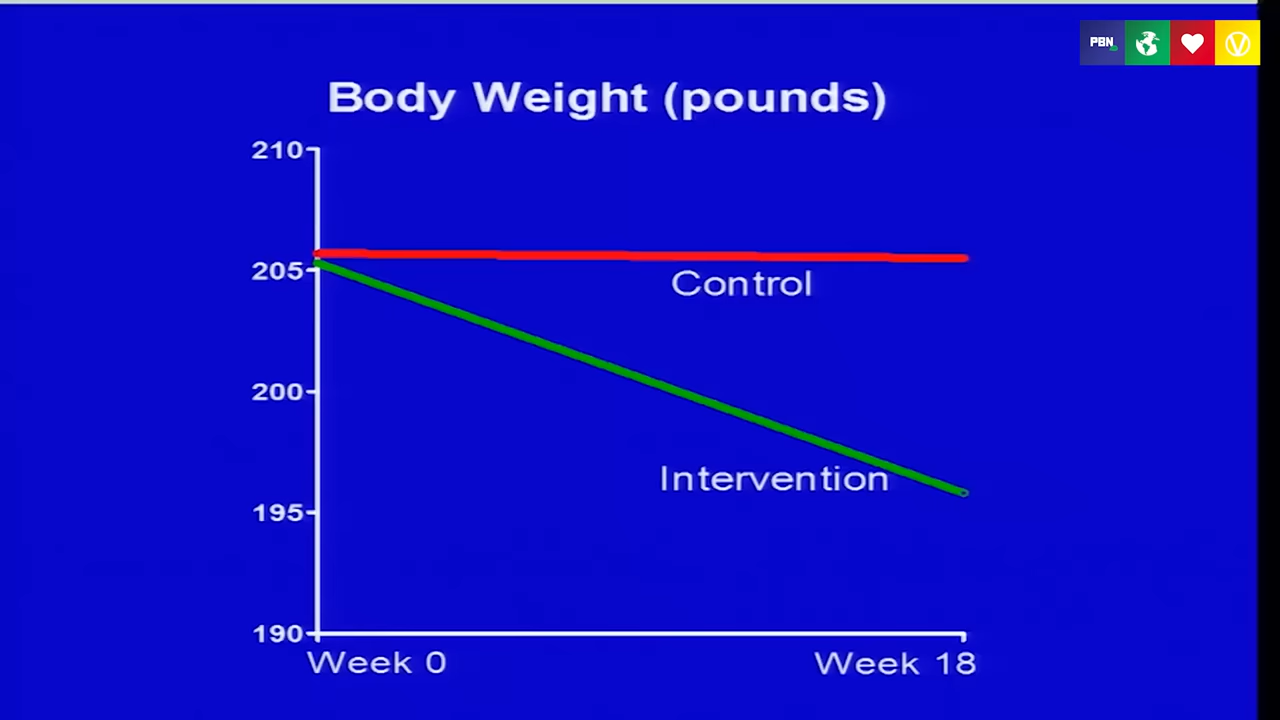 PBN
Body Weight (pounds)
210
205
Control
200
Intervention
195
190
Week 0 Week 18